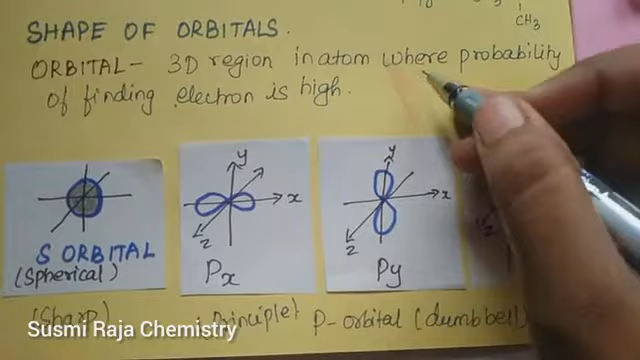 CH3
SHAPE OF ORBITALS.
ORBITAL - 3D region in atom where probability
of finding electron is high.
y
x
z
y
x
z
S ORBITAL
(Spherical)
Px
Py
(Sharp)
P-orbital (dumbbell)
Susmi Raja Chemistry